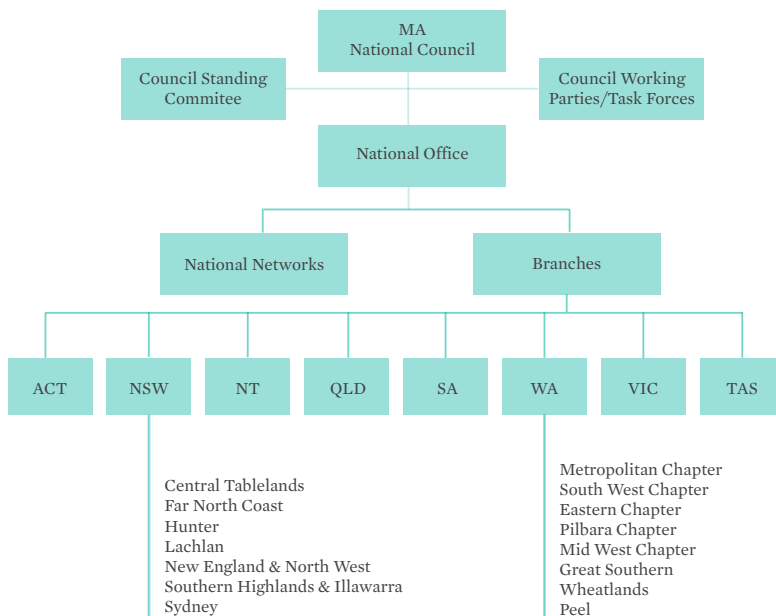 MA
National Council
Council Standing
Commitee
Council Working
Parties/Task Forces
National Office
National Networks
Branches
ACT
NSW
NT
QLD
SA
WA
VIC
TAS
Central Tablelands
Far North Coast
Hunter
Lachlan
New England & North West
Southern Highlands & Illawarra
Sydney
Metropolitan Chapter
South West Chapter
Eastern Chapter
Pilbara Chapter
Mid West Chapter
Great Southern
Wheatlands
Peel